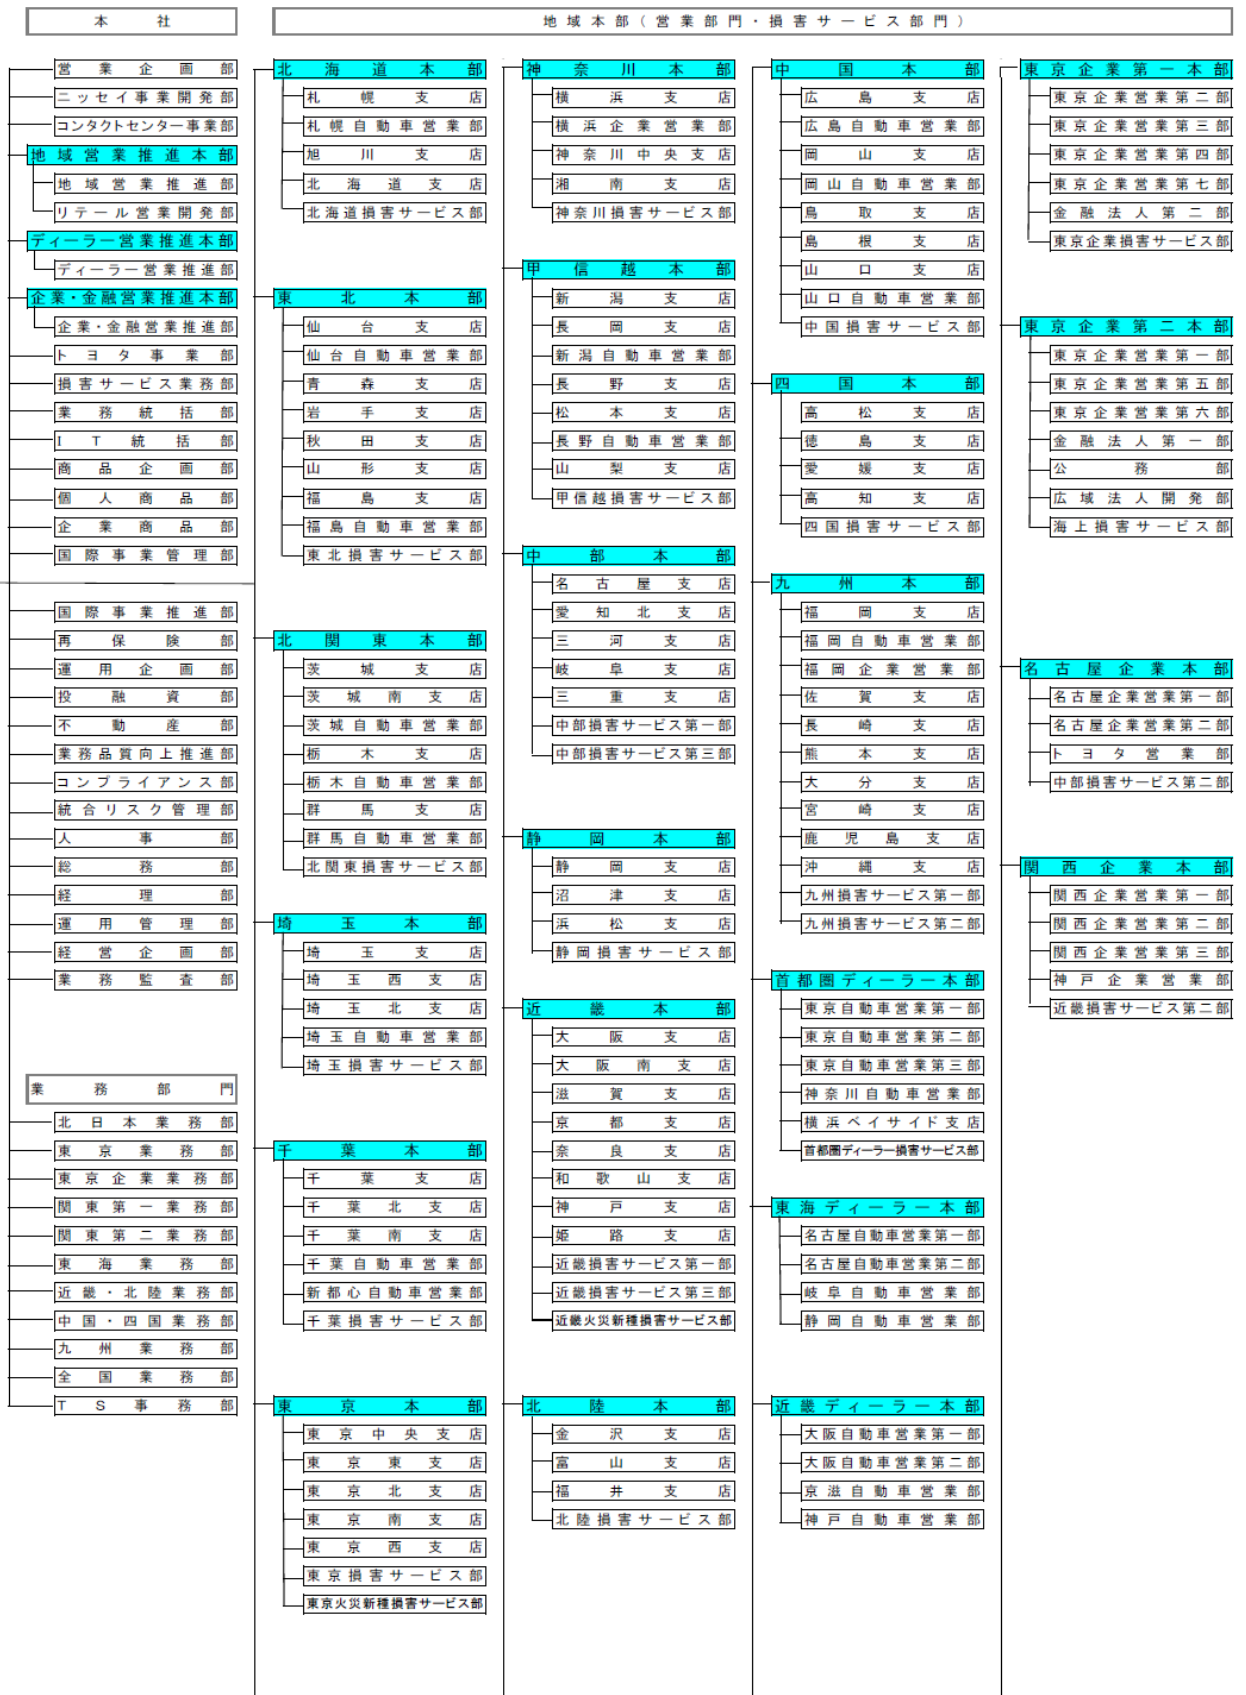 本社
営業企画部
ニッセイ事業開発部
コンタクトセンター事業部
地域営業推進本部
地域営業推進部
リテール営業開発部
ディーラー営業推進本部
ディーラー営業推進部
企業・金融営業推進本部
企業・金融営業推進部
トヨタ事業部
損害サービス業務部
業務統括部
IT統括部
商品企画部
個人商品部
企業商品部
国際事業管理部
国際事業推進部
再保険部
運用企画部
投融資部
不動産部
業務品質向上推進部
コンプライアンス部
統合リスク管理部
人事部
総務部
経理部
運用管理部
経営企画部
業務監査部
業務部門
北日本業務部
東京業務部
東京企業業務部
関東第一業務部
関東第二業務部
東海業務部
近畿・北陸業務部
中国・四国業務部
九州業務部
全国業務部
TS事務部
地域本部（営業部門・損害サービス部門）
北海道本部
札幌支店
札幌自動車営業部
旭川支店
北海道支店
北海道損害サービス部
東北本部
仙台支店
仙台自動車営業部
青森支店
岩手支店
秋田支店
山形支店
福島支店
福島自動車営業部
東北損害サービス部
北関東本部
茨城支店
茨城南支店
茨城自動車営業部
栃木支店
栃木自動車営業部
群馬支店
群馬自動車営業部
北関東損害サービス部
埼玉本部
埼玉支店
埼玉西支店
埼玉北支店
埼玉自動車営業部
埼玉損害サービス部
千葉本部
千葉支店
千葉北支店
千葉南支店
千葉自動車営業部
新都心自動車営業部
千葉損害サービス部
東京本部
東京中央支店
東京東支店
東京北支店
東京南支店
東京西支店
東京損害サービス部
東京火災新種損害サービス部
神奈川本部
横浜支店
横浜企業営業部
神奈川中央支店
湘南支店
神奈川損害サービス部
甲信越本部
新潟支店
長岡支店
新潟自動車営業部
長野支店
松本支店
長野自動車営業部
山梨支店
甲信越損害サービス部
中部本部
名古屋支店
愛知北支店
三河支店
岐阜支店
三重支店
中部損害サービス第一部
中部損害サービス第三部
静岡本部
静岡支店
沼津支店
浜松支店
静岡損害サービス部
近畿本部
大阪支店
大阪南支店
滋賀支店
京都支店
奈良支店
和歌山支店
神戸支店
姫路支店
近畿損害サービス第一部
近畿損害サービス第三部
近畿火災新種損害サービス部
北陸本部
金沢支店
富山支店
福井支店
北陸損害サービス部
中国本部
広島支店
広島自動車営業部
岡山支店
岡山自動車営業部
鳥取支店
島根支店
山口支店
山口自動車営業部
中国損害サービス部
四国本部
高松支店
徳島支店
愛媛支店
高知支店
四国損害サービス部
九州本部
福岡支店
福岡自動車営業部
福岡企業営業部
佐賀支店
長崎支店
熊本支店
大分支店
宮崎支店
鹿児島支店
沖縄支店
九州損害サービス第一部
九州損害サービス第二部
首都圏ディーラー本部
東京自動車営業第一部
東京自動車営業第二部
東京自動車営業第三部
神奈川自動車営業部
横浜ベイサイド支店
首都圏ディーラー損害サービス部
東海ディーラー本部
名古屋自動車営業第一部
名古屋自動車営業第二部
岐阜自動車営業部
静岡自動車営業部
近畿ディーラー本部
大阪自動車営業第一部
大阪自動車営業第二部
京滋自動車営業部
神戸自動車営業部
東京企業第一本部
東京企業営業第二部
東京企業営業第三部
東京企業営業第四部
東京企業営業第七部
金融法人第二部
東京企業損害サービス部
東京企業第二本部
東京企業営業第一部
東京企業営業第五部
東京企業営業第六部
金融法人第一部
公務部
広域法人開発部
海上損害サービス部
名古屋企業本部
名古屋企業営業第一部
名古屋企業営業第二部
トヨタ営業部
中部損害サービス第二部
関西企業本部
関西企業営業第一部
関西企業営業第二部
関西企業営業第三部
神戸企業営業部
近畿損害サービス第二部